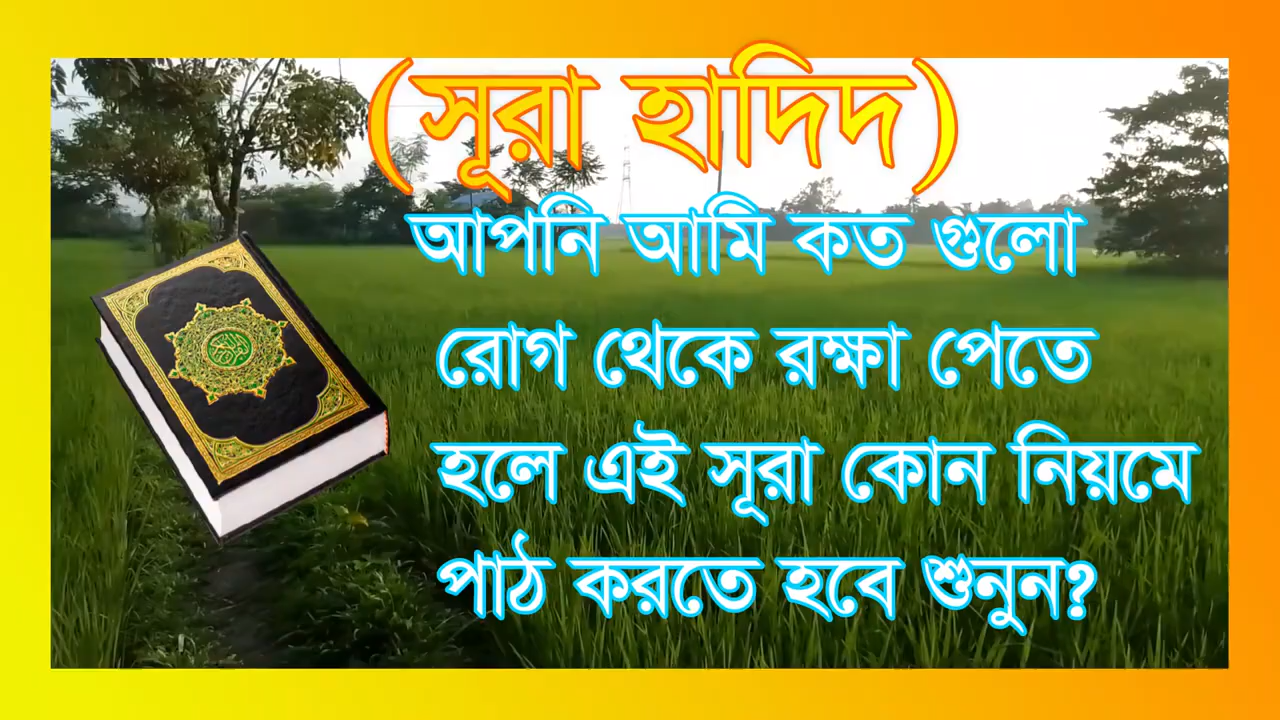 (সূরা হাদিদ)
আপনি আমি কত গুলো
রোগ থেকে রক্ষা পেতে
হলে এই সূরা কোন নিয়মে
পাঠ করতে হবে শুনুন?